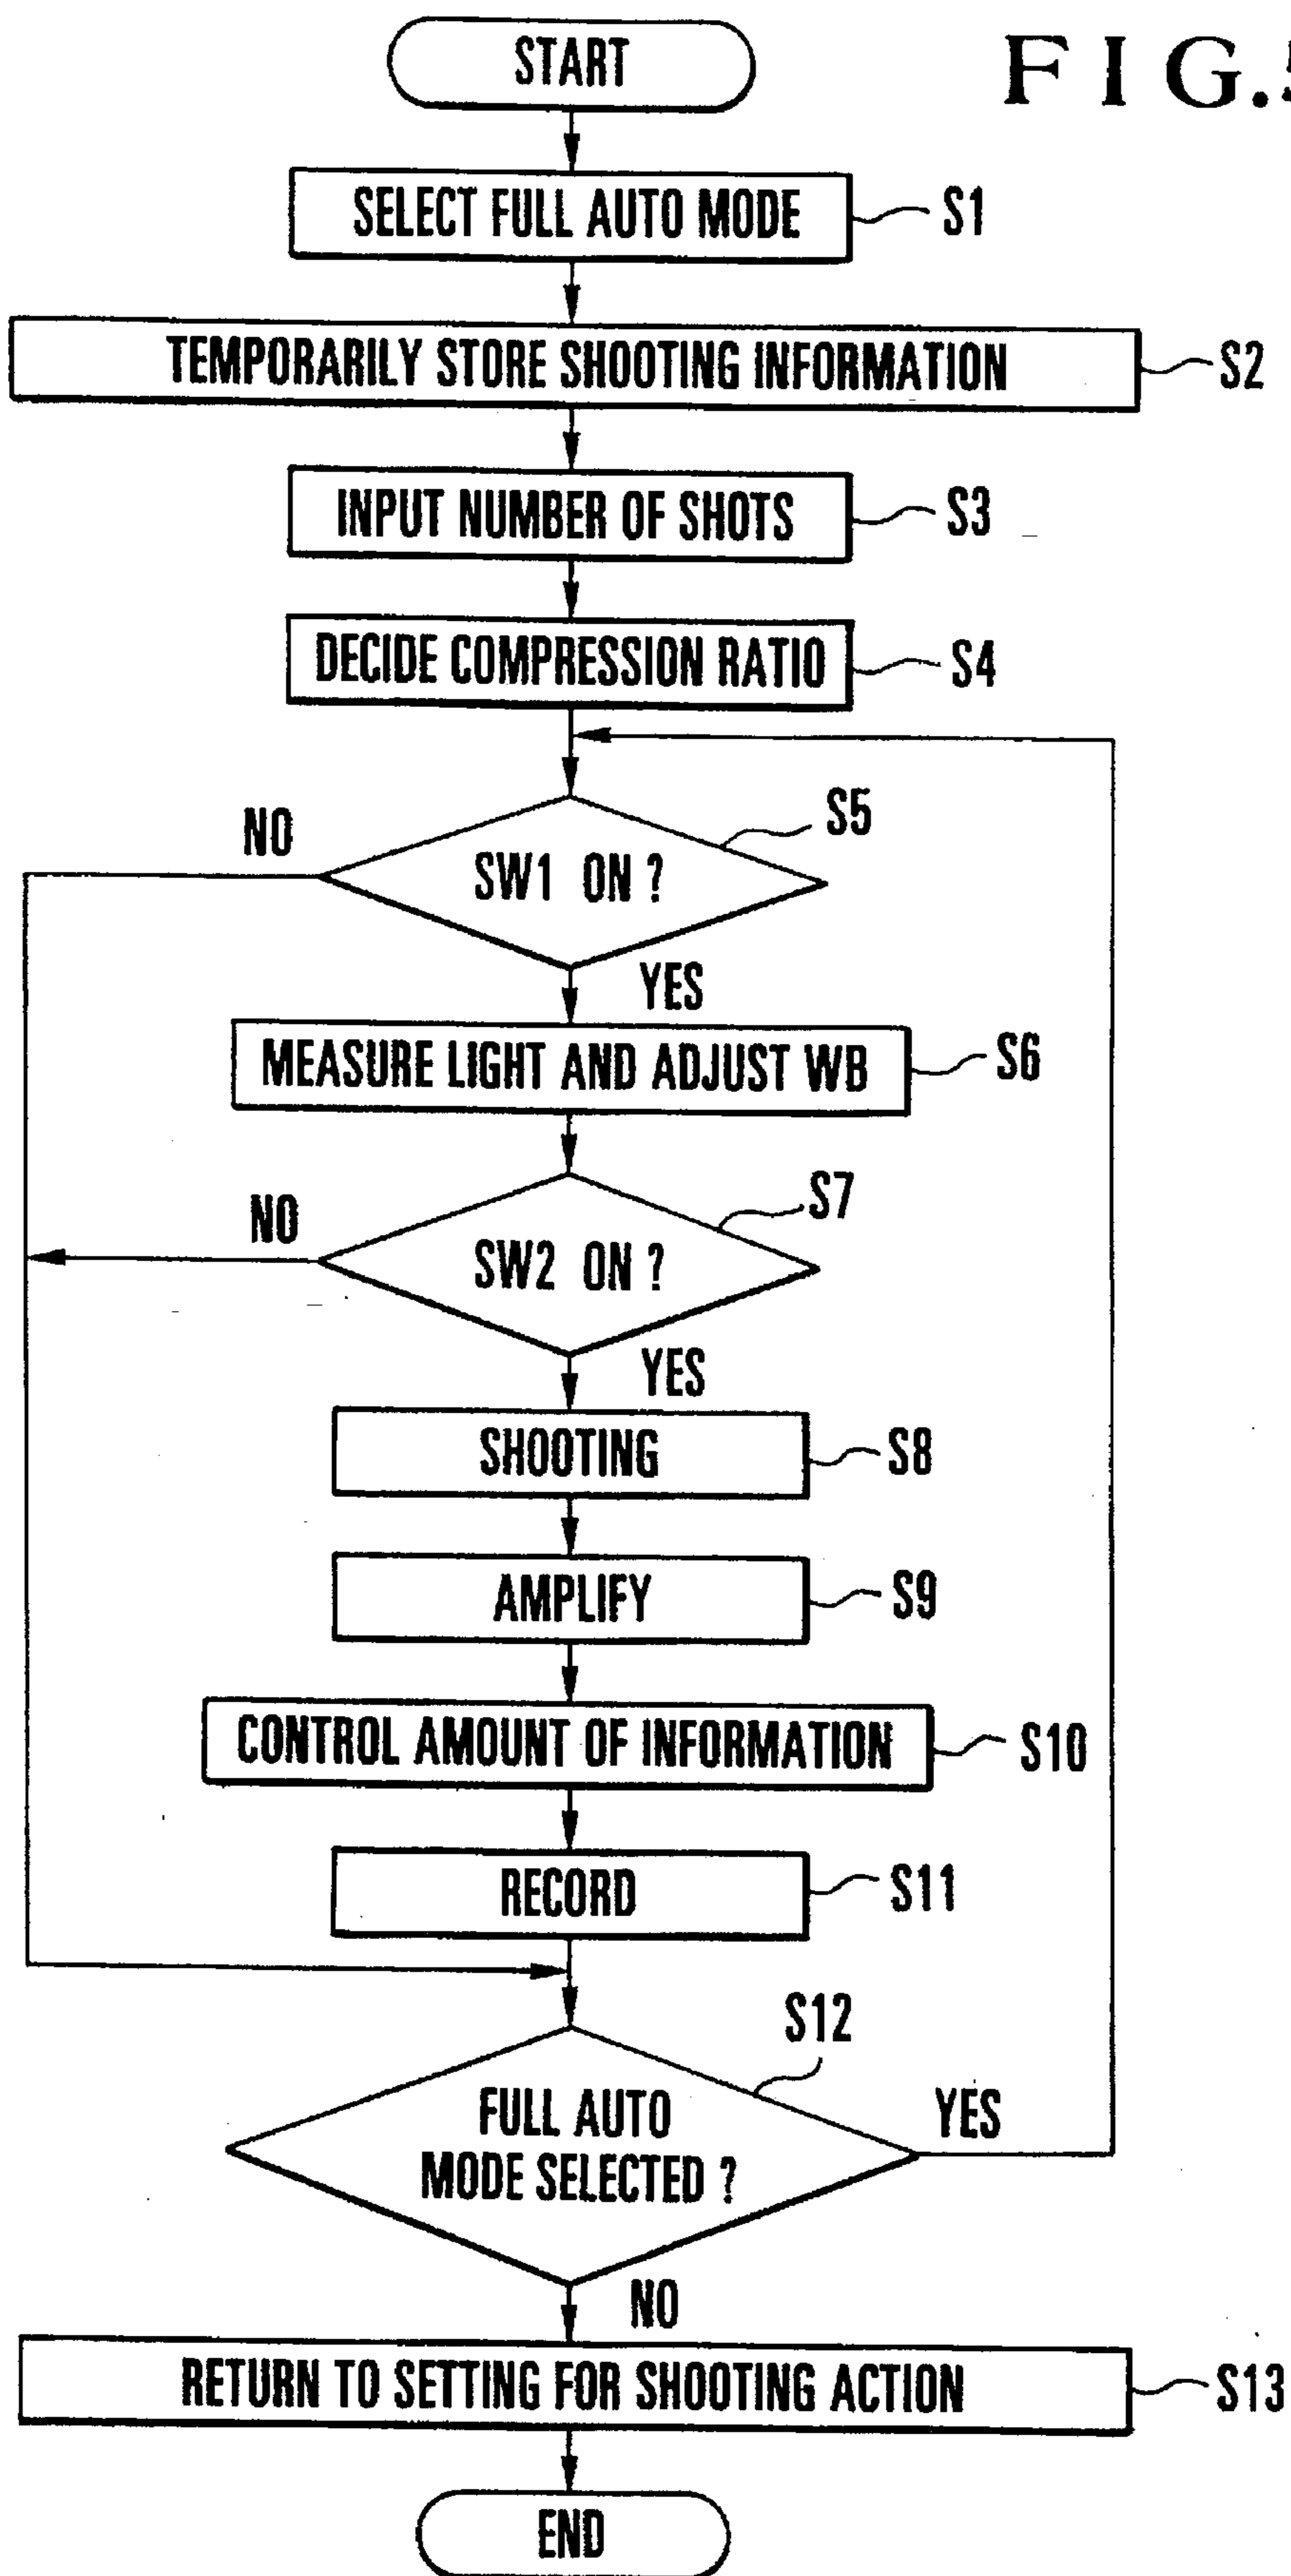 START
FIG.5
SELECT FULL AUTO MODE
S1
TEMPORARILY STORE SHOOTING INFORMATION
S2
INPUT NUMBER OF SHOTS
S3
DECIDE COMPRESSION RATIO
S4
S5
NO
SW1 ON ?
YES
MEASURE LIGHT AND ADJUST WB
S6
S7
NO
SW2 ON ?
YES
SHOOTING
S8
AMPLIFY
S9
CONTROL AMOUNT OF INFORMATION
S10
RECORD
S11
S12
FULL AUTO
MODE SELECTED ?
YES
NO
RETURN TO SETTING FOR SHOOTING ACTION
S13
END